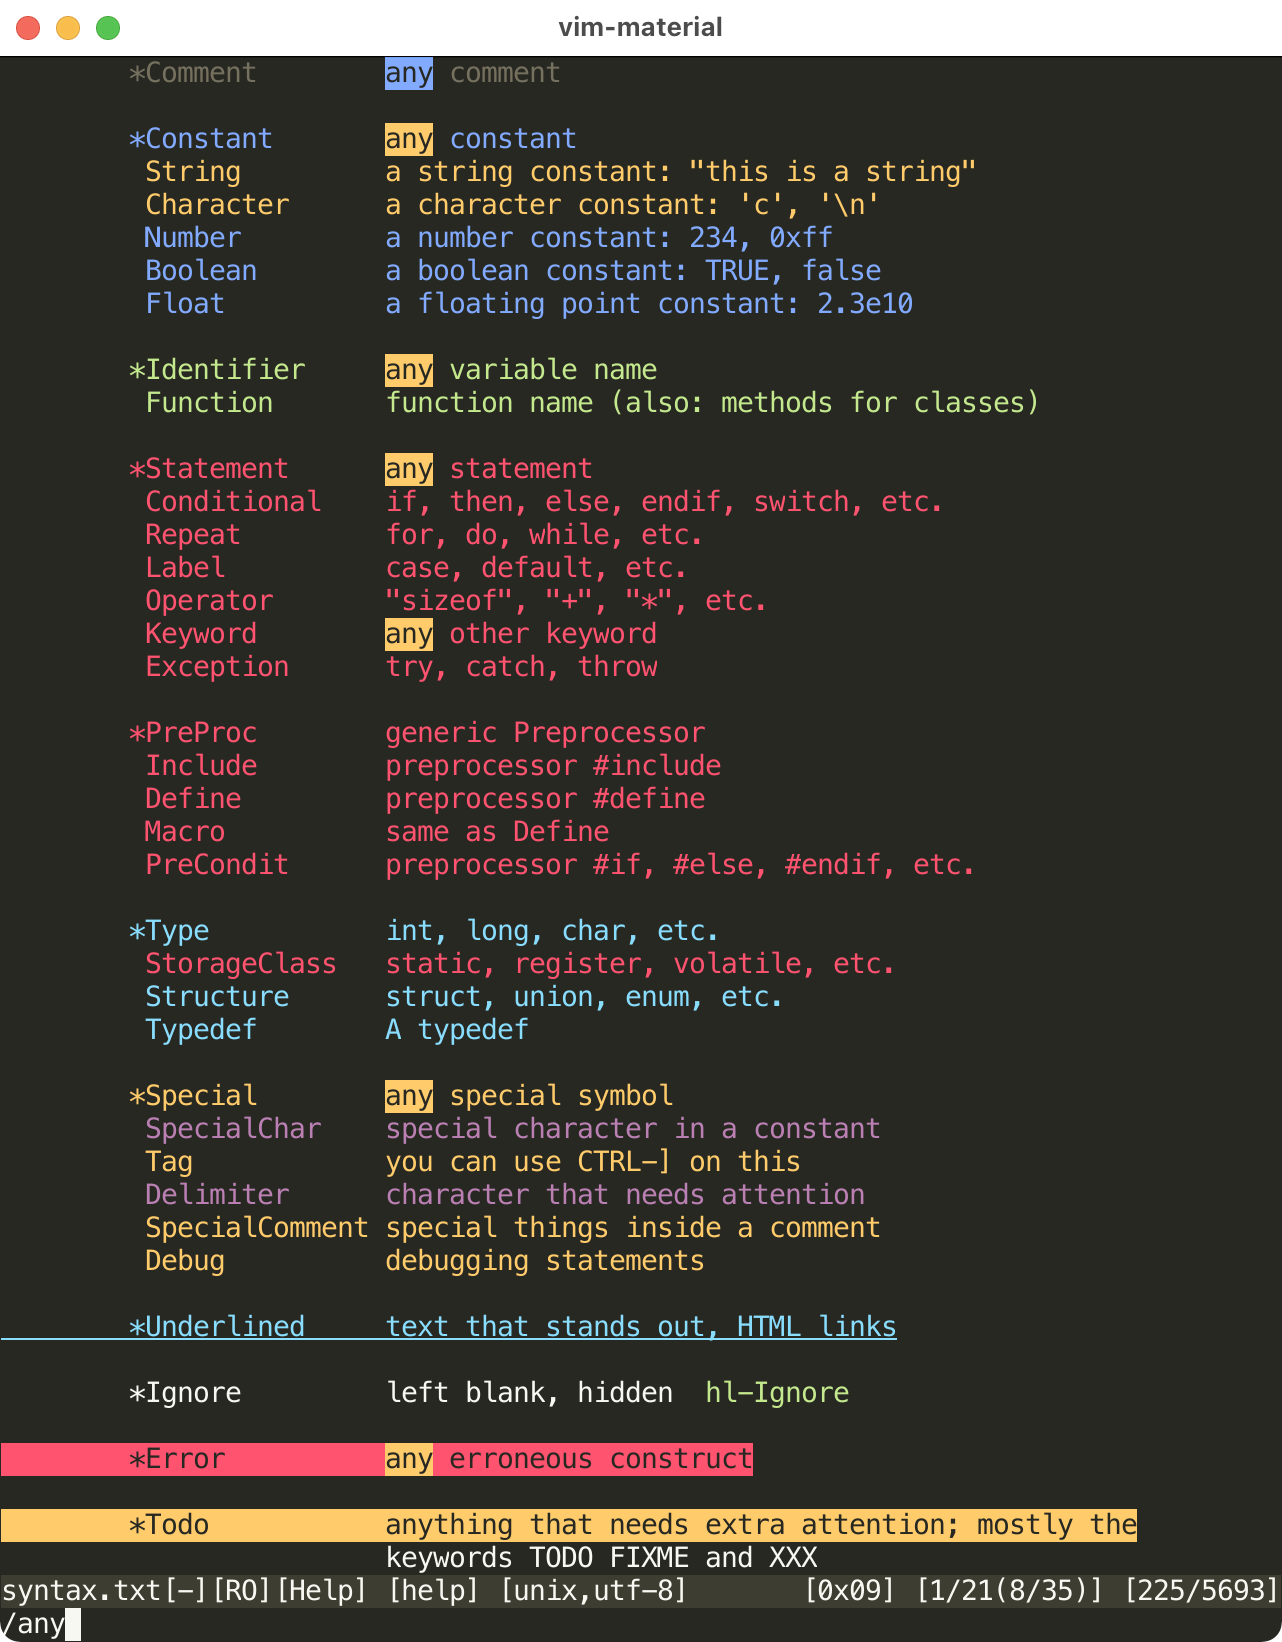 vim-material
*Comment any comment
*Constant any constant
String a string constant: "this is a string"
Character a character constant: 'c', '\n'
Number a number constant: 234, 0xff
Boolean a boolean constant: TRUE, false
Float a floating point constant: 2.3e10
*Identifier any variable name
Function function name (also: methods for classes)
*Statement any statement
Conditional if, then, else, endif, switch, etc.
Repeat for, do, while, etc.
Label case, default, etc.
Operator "sizeof", "+", "*", etc.
Keyword any other keyword
Exception try, catch, throw
*PreProc generic Preprocessor
Include preprocessor #include
Define preprocessor #define
Macro same as Define
PreCondit preprocessor #if, #else, #endif, etc.
*Type int, long, char, etc.
StorageClass static, register, volatile, etc.
Structure struct, union, enum, etc.
Typedef A typedef
*Special any special symbol
SpecialChar special character in a constant
Tag you can use CTRL-] on this
Delimiter character that needs attention
SpecialComment special things inside a comment
Debug debugging statements
*Underlined text that stands out, HTML links
*Ignore left blank, hidden hl-Ignore
*Error any erroneous construct
*Todo anything that needs extra attention; mostly the
keywords TODO FIXME and XXX
syntax.txt[-][RO][Help] [help] [unix,utf-8] [0x09] [1/21(8/35)] [225/5693]
/any